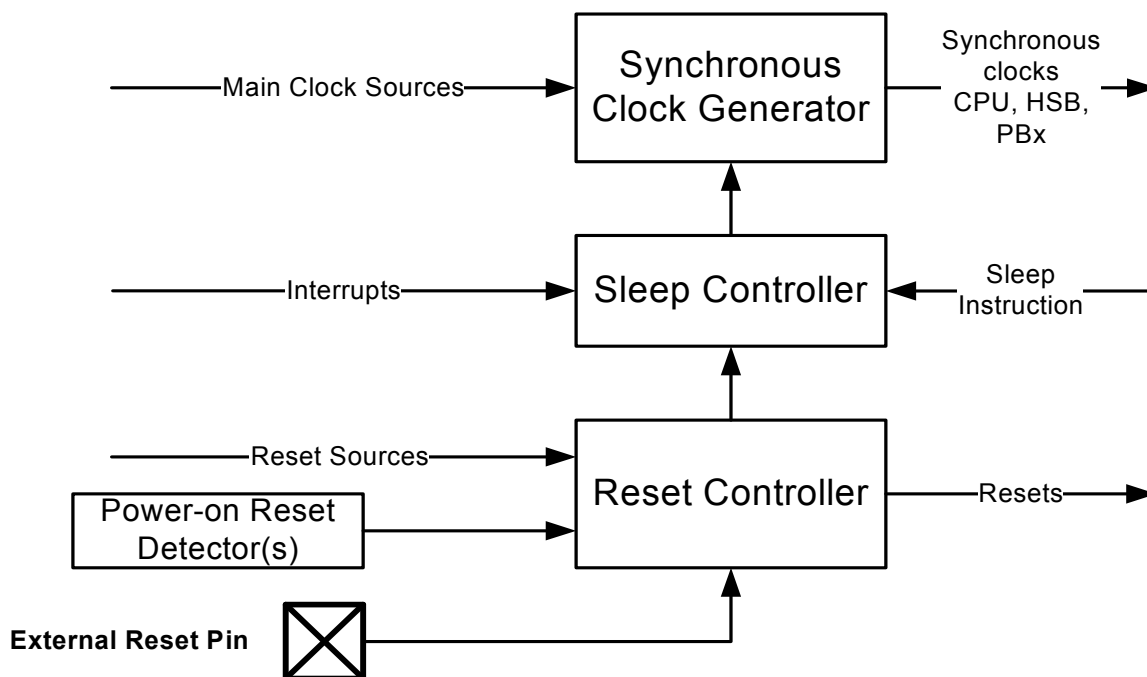 Main Clock Sources
Synchronous
Clock Generator
Synchronous
clocks
CPU, HSB,
PBx
Interrupts
Sleep Controller
Sleep
Instruction
Reset Sources
Reset Controller
Resets
Power-on Reset
Detector(s)
External Reset Pin